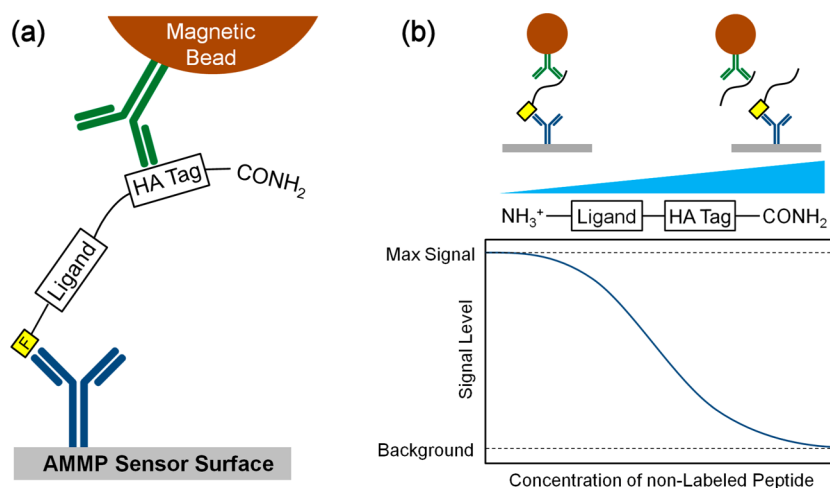 (a)
Magnetic
Bead
HA Tag
CONH₂
Ligand
F
AMMP Sensor Surface
(b)
NH₃⁺
Ligand
HA Tag
CONH₂
Max Signal
Signal Level
Background
Concentration of non-Labeled Peptide